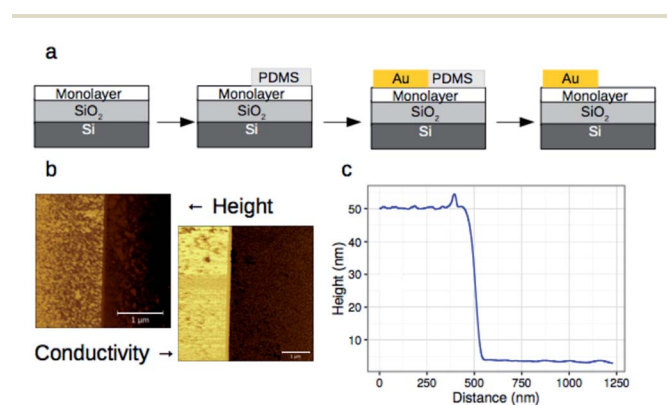 a
Monolayer
SiO₂
Si
PDMS
Monolayer
SiO₂
Si
Au PDMS
Monolayer
SiO₂
Si
Au
Monolayer
SiO₂
Si
b
← Height
1 µm
Conductivity →
1 µm
c
Height (nm)
50
40
30
20
10
0 250 500 750 1000 1250
Distance (nm)